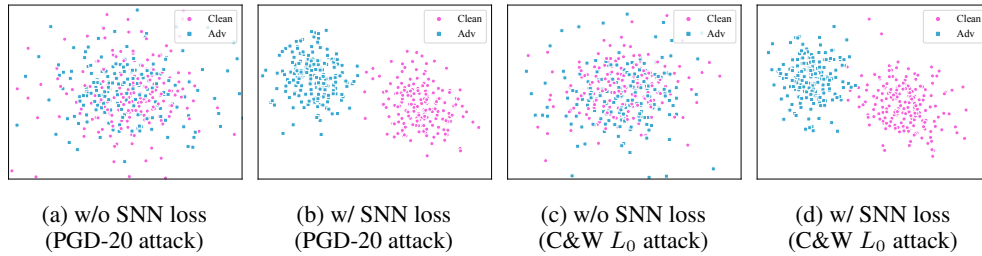 Clean
Adv
Clean
Adv
Clean
Adv
Clean
Adv
(a) w/o SNN loss
(PGD-20 attack)
(b) w/ SNN loss
(PGD-20 attack)
(c) w/o SNN loss
(C&W L₀ attack)
(d) w/ SNN loss
(C&W L₀ attack)